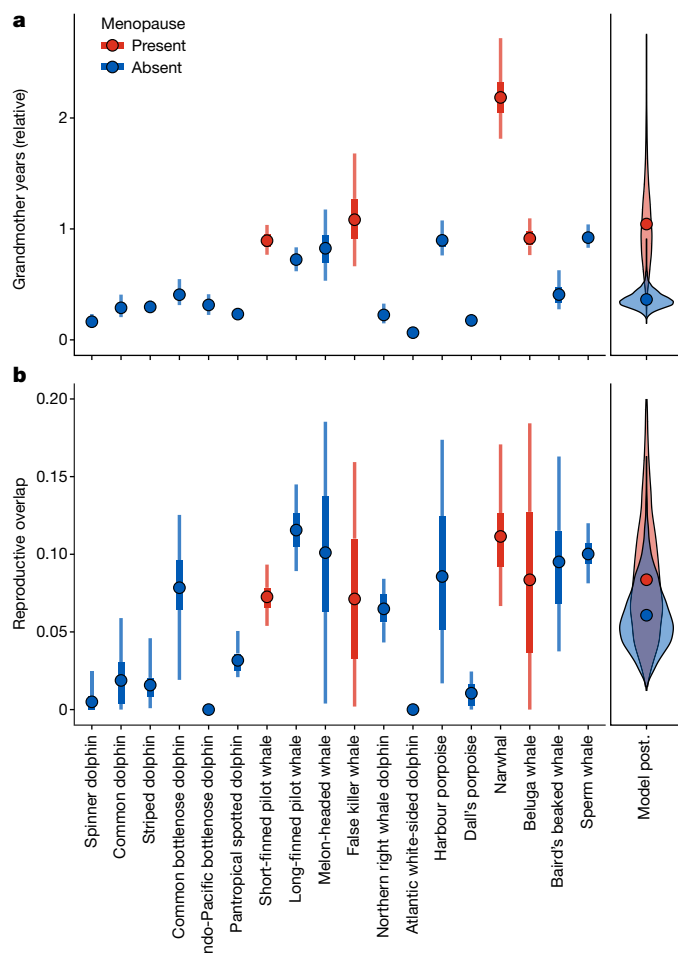 a
Menopause
Present
Absent
Grandmother years (relative)
2
1
0
b
Reproductive overlap
0.20
0.15
0.10
0.05
0
Spinner dolphin
Common dolphin
Striped dolphin
Common bottlenose dolphin
ndo-Pacific bottlenose dolphin
Pantropical spotted dolphin
Short-finned pilot whale
Long-finned pilot whale
Melon-headed whale
False killer whale
Northern right whale dolphin
Atlantic white-sided dolphin
Harbour porpoise
Dall's porpoise
Narwhal
Beluga whale
Baird's beaked whale
Sperm whale
Model post.